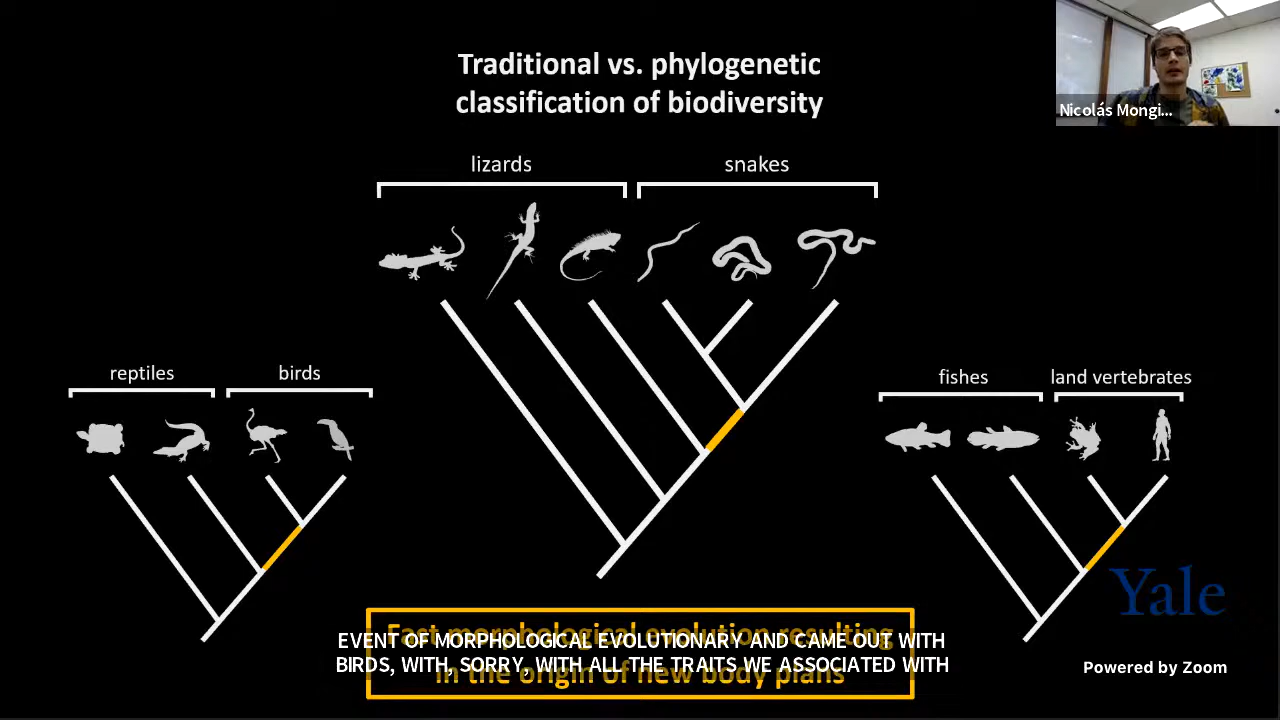 Traditional vs. phylogenetic
classification of biodiversity
Nicolás Mongi...
lizards
snakes
reptiles
birds
fishes
land vertebrates
Yale
Fast morphological evolution resulting
in the origin of new body plans
EVENT OF MORPHOLOGICAL EVOLUTIONARY AND CAME OUT WITH
BIRDS, WITH, SORRY, WITH ALL THE TRAITS WE ASSOCIATED WITH
Powered by Zoom